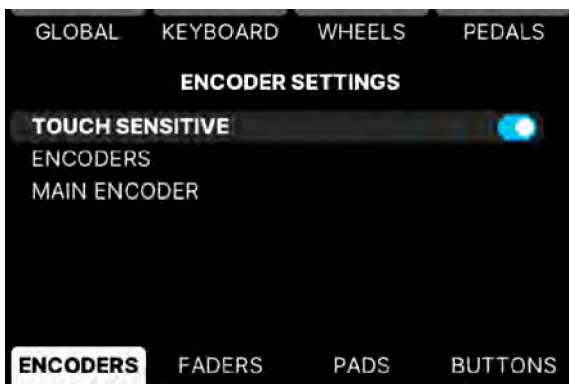 GLOBAL KEYBOARD WHEELS PEDALS
ENCODER SETTINGS
TOUCH SENSITIVE
ENCODERS
MAIN ENCODER
ENCODERS FADERS PADS BUTTONS